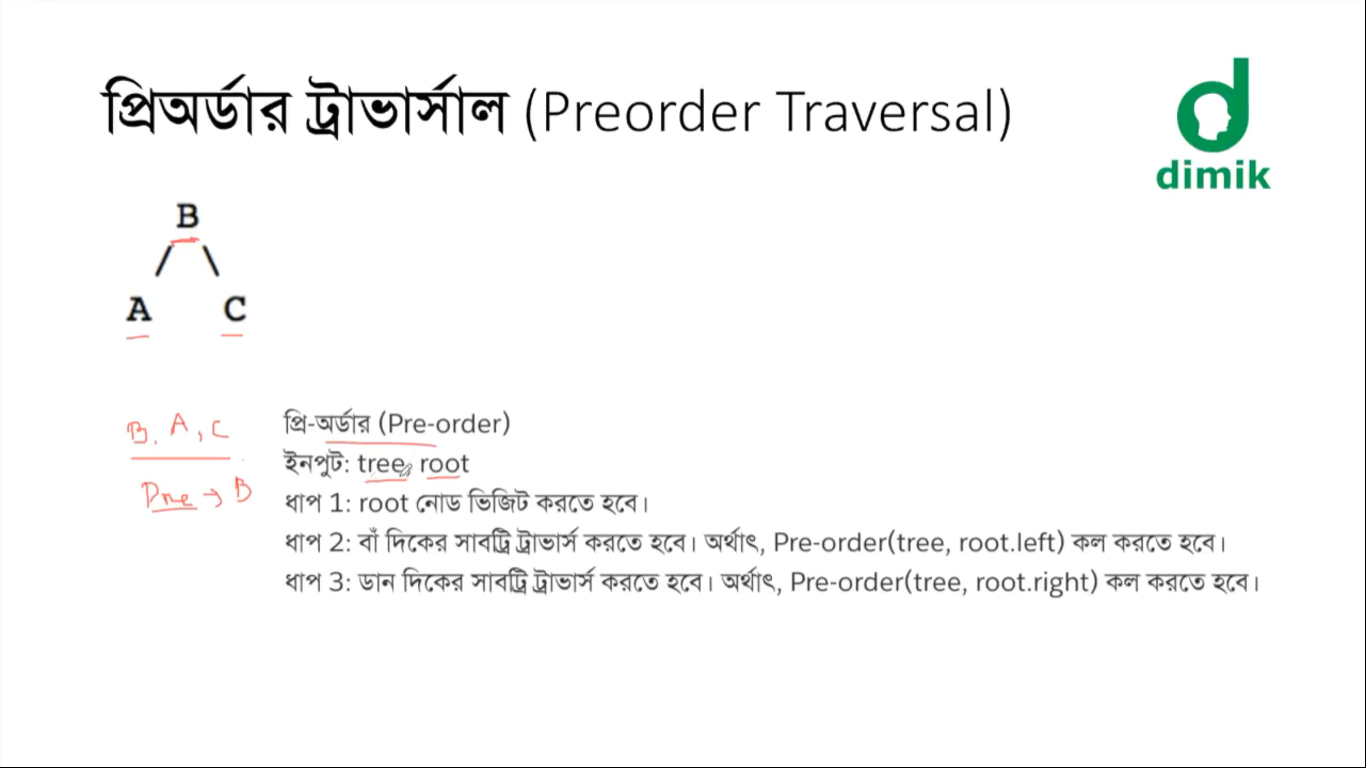 প্রিঅর্ডার ট্রাভার্সাল (Preorder Traversal)
dimik
B
A C
B, A, C
Pre → B
প্রি-অর্ডার (Pre-order)
ইনপুট: tree, root
ধাপ 1: root নোড ভিজিট করতে হবে।
ধাপ 2: বাঁ দিকের সাবট্রি ট্রাভার্স করতে হবে। অর্থাৎ, Pre-order(tree, root.left) কল করতে হবে।
ধাপ 3: ডান দিকের সাবট্রি ট্রাভার্স করতে হবে। অর্থাৎ, Pre-order(tree, root.right) কল করতে হবে।